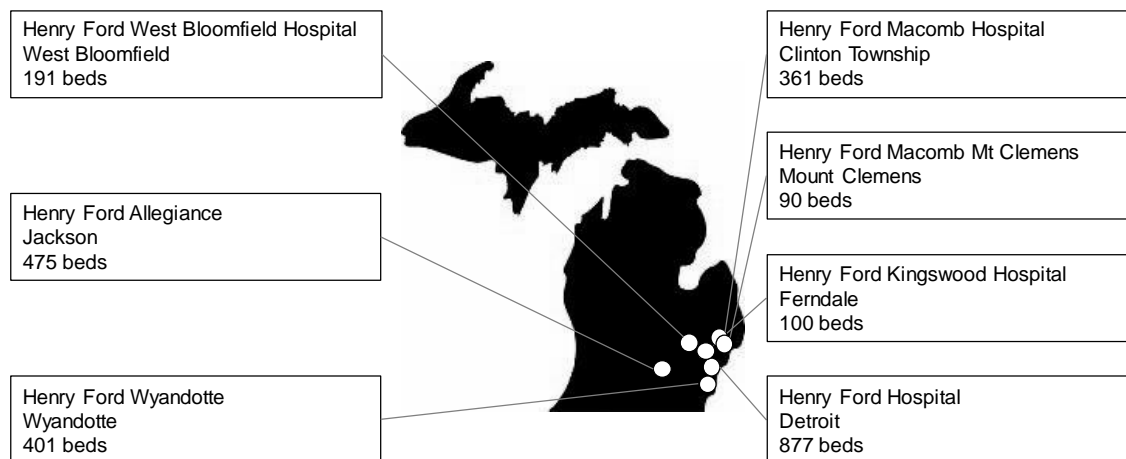 Henry Ford West Bloomfield Hospital
West Bloomfield
191 beds
Henry Ford Allegiance
Jackson
475 beds
Henry Ford Wyandotte
Wyandotte
401 beds
Henry Ford Macomb Hospital
Clinton Township
361 beds
Henry Ford Macomb Mt Clemens
Mount Clemens
90 beds
Henry Ford Kingswood Hospital
Ferndale
100 beds
Henry Ford Hospital
Detroit
877 beds